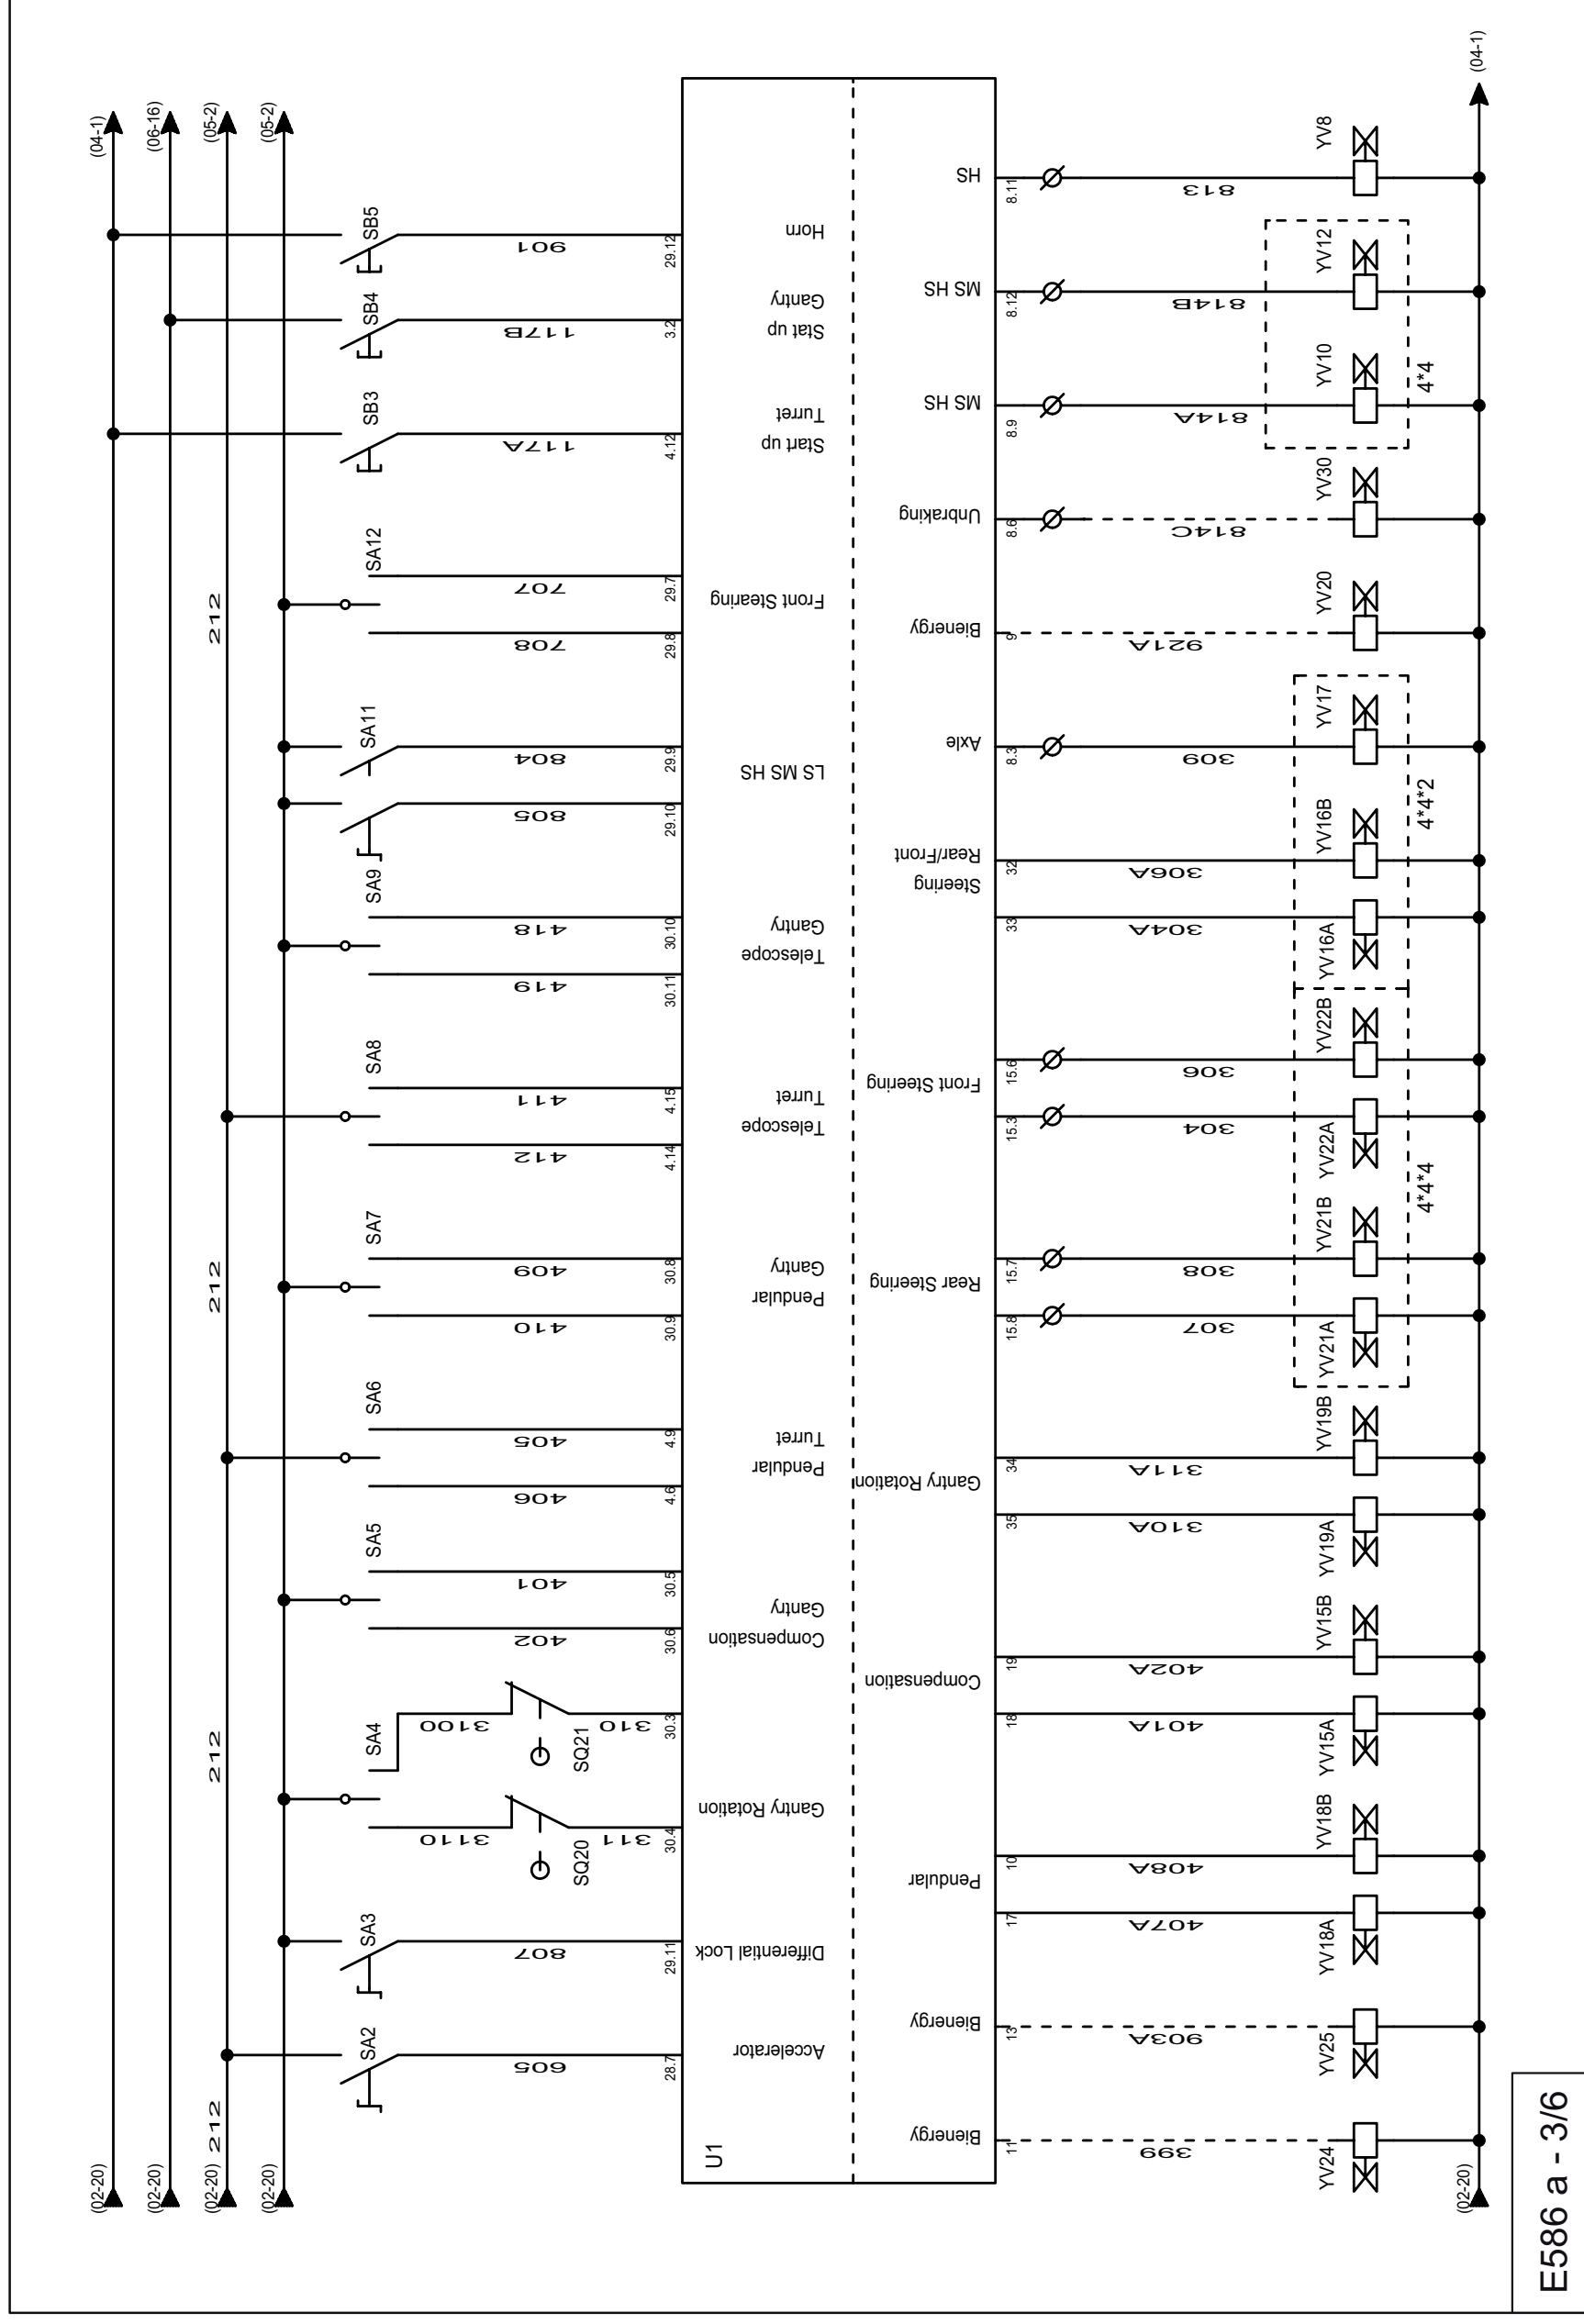 (02-20)
(04-1)
(02-20)
(06-16)
(02-20)
212
212
212
212
(05-2)
(02-20)
(05-2)
SA2
SA3
SA4
SA5
SA6
SA7
SA8
SA9
SA11
SA12
SB3
SB4
SB5
605
807
3110
SQ20
311
3100
SQ21
310
402
401
406
405
410
409
412
411
419
418
805
804
708
707
117A
117B
901
28.7
29.11
30.4
30.3
30.6
30.5
4.6
4.9
30.9
30.8
4.14
4.15
30.11
30.10
29.10
29.9
29.8
29.7
4.12
3.2
29.12
U1
Accelerator
Differential Lock
Gantry Rotation
Compensation
Gantry
Pendular
Turret
Pendular
Gantry
Telescope
Turret
Telescope
Gantry
LS MS HS
Front Stearing
Start up
Turret
Stat up
Gantry
Horn
Bienergy
Bienergy
Pendular
Compensation
Gantry Rotation
Rear Steering
Front Steering
Steering
Rear/Front
Axle
Bienergy
Unbraking
MS HS
MS HS
HS
11
13
17
10
18
19
35
34
15.8
15.7
15.3
15.6
33
32
8.3
9
8.6
8.9
8.12
8.11
399
903A
407A
408A
401A
402A
310A
311A
307
308
304
306
304A
306A
309
921A
814C
814A
814B
813
YV24
YV25
YV18A
YV18B
YV15A
YV15B
YV19A
YV19B
YV21A
YV21B
YV22A
YV22B
YV16A
YV16B
YV17
YV20
YV30
YV10
YV12
YV8
4*4*4
4*4*2
4*4
(02-20)
(04-1)
E586 a - 3/6